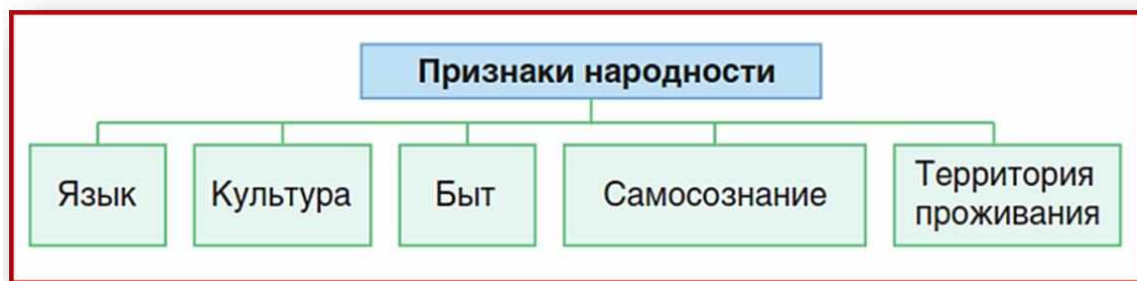 Признаки народности
Язык
Культура
Быт
Самосознание
Территория
проживания